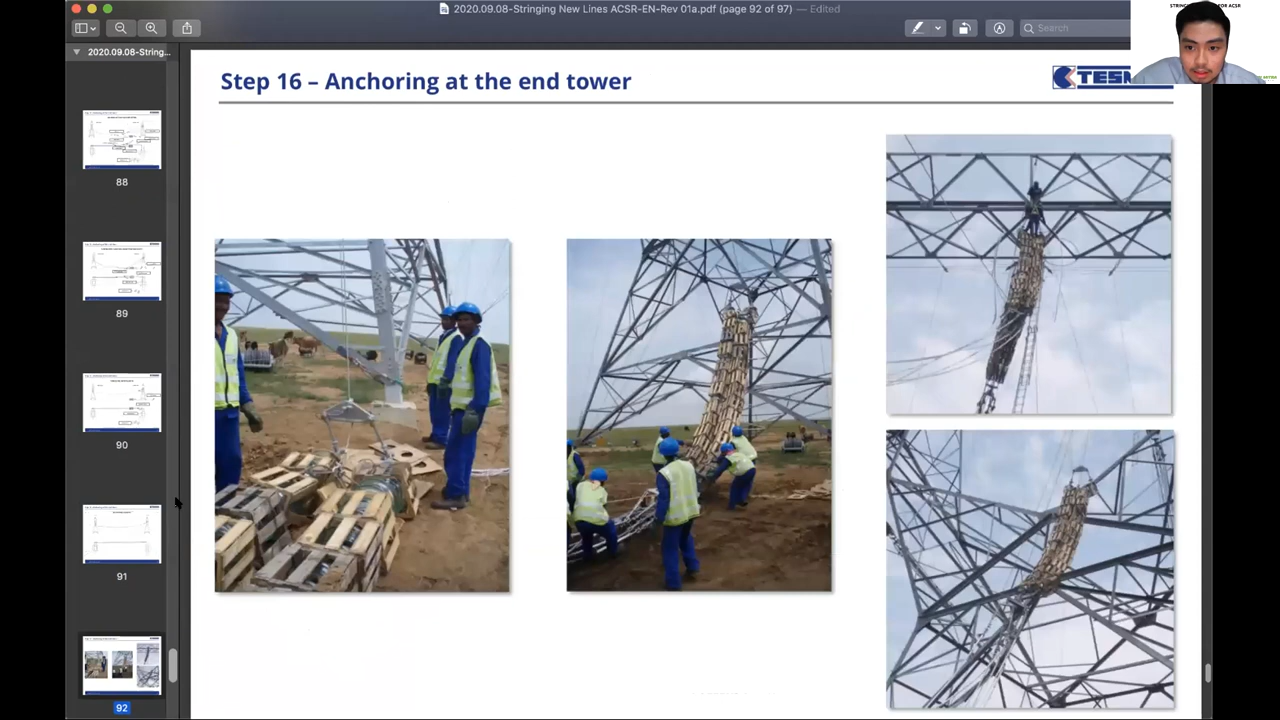 2020.09.08-Stringing New Lines ACSR-EN-Rev 01a.pdf (page 92 of 97) — Edited
Search
2020.09.08-String...
88
89
90
91
92
Step 16 – Anchoring at the end tower